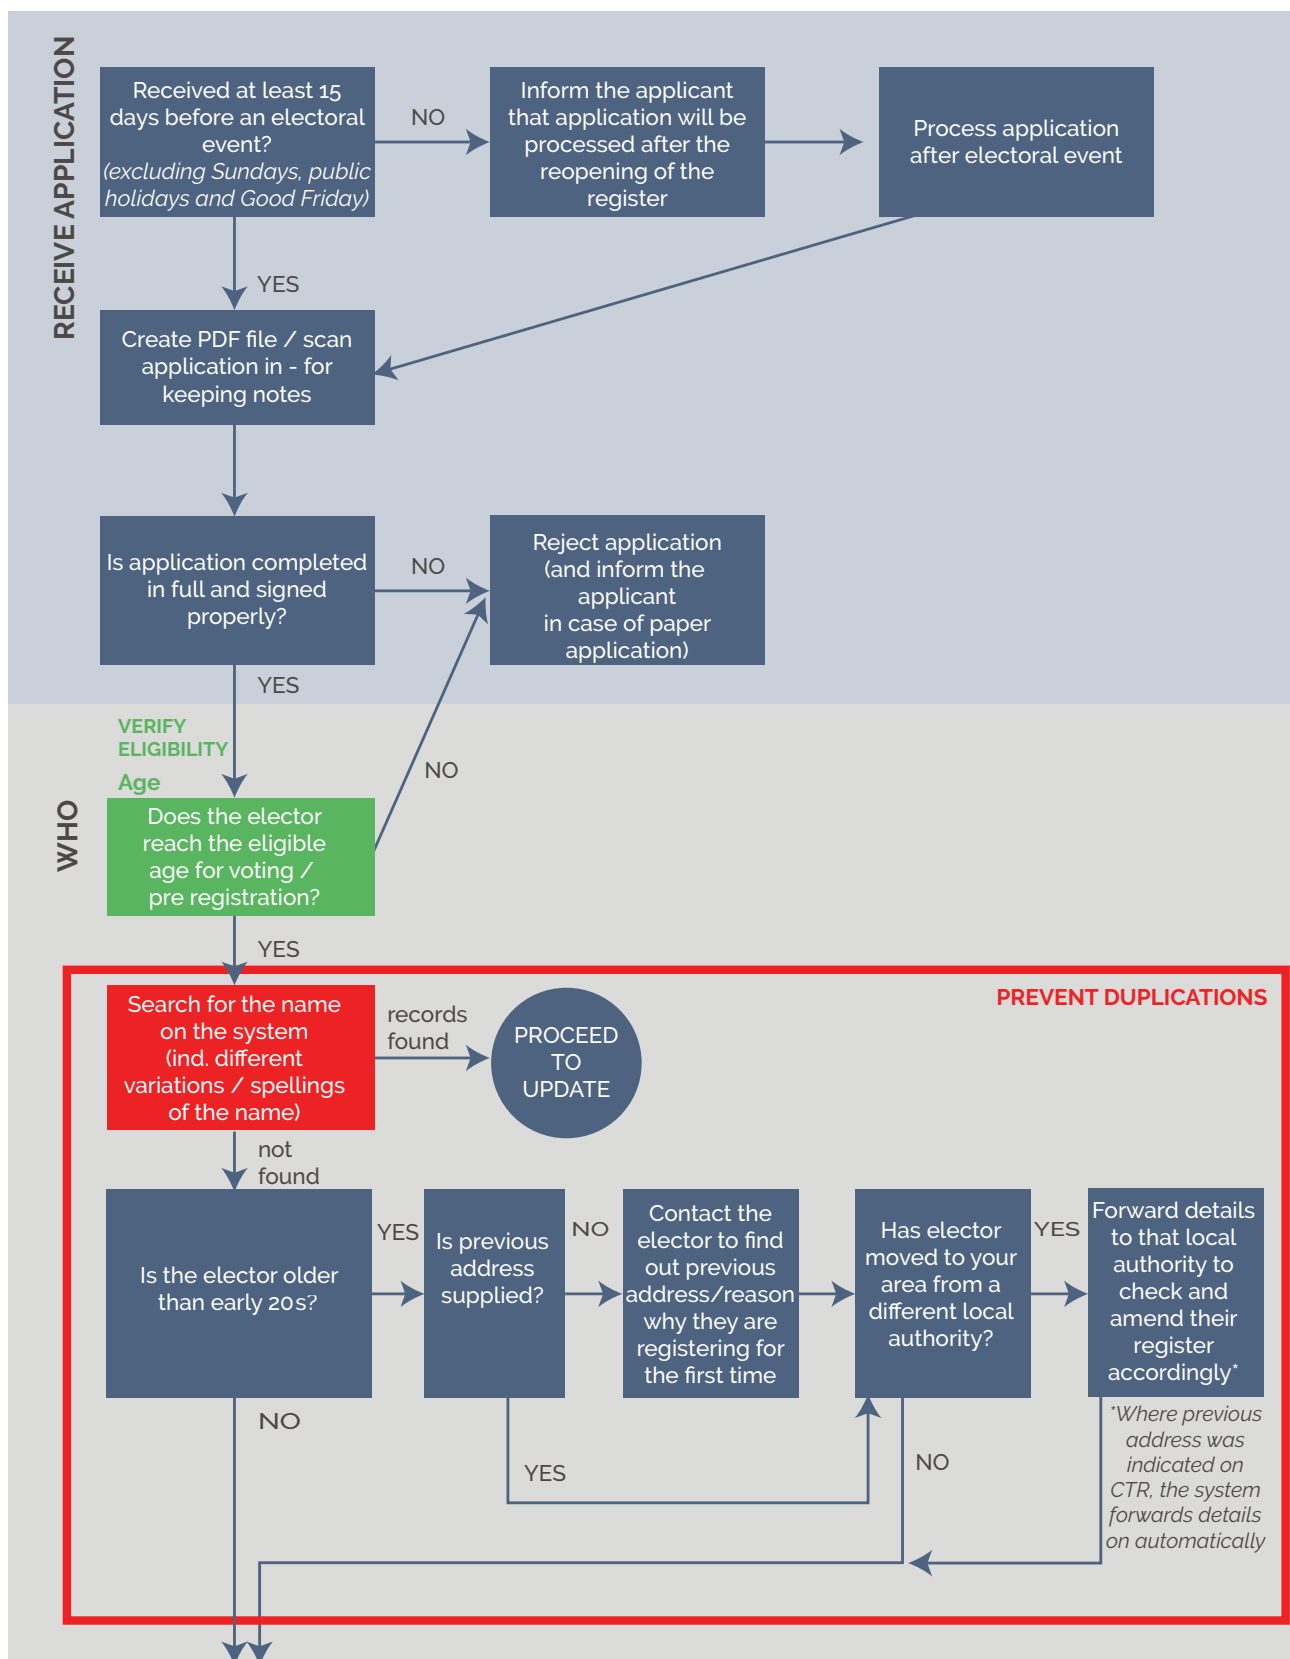 RECEIVE APPLICATION
Received at least 15
days before an electoral
event?
(excluding Sundays, public
holidays and Good Friday)
NO
Inform the applicant
that application will be
processed after the
reopening of the
register
Process application
after electoral event
YES
Create PDF file / scan
application in - for
keeping notes
Is application completed
in full and signed
properly?
NO
Reject application
(and inform the
applicant
in case of paper
application)
YES
WHO
VERIFY
ELIGIBILITY
Age
NO
Does the elector
reach the eligible
age for voting /
pre registration?
YES
PREVENT DUPLICATIONS
Search for the name
on the system
(ind. different
variations / spellings
of the name)
records
found
PROCEED
TO
UPDATE
not
found
Is the elector older
than early 20s?
YES
Is previous
address
supplied?
NO
Contact the
elector to find
out previous
address/reason
why they are
registering for
the first time
Has elector
moved to your
area from a
different local
authority?
YES
Forward details
to that local
authority to
check and
amend their
register
accordingly*
*Where previous
address was
indicated on
CTR, the system
forwards details
on automatically
NO
YES
NO